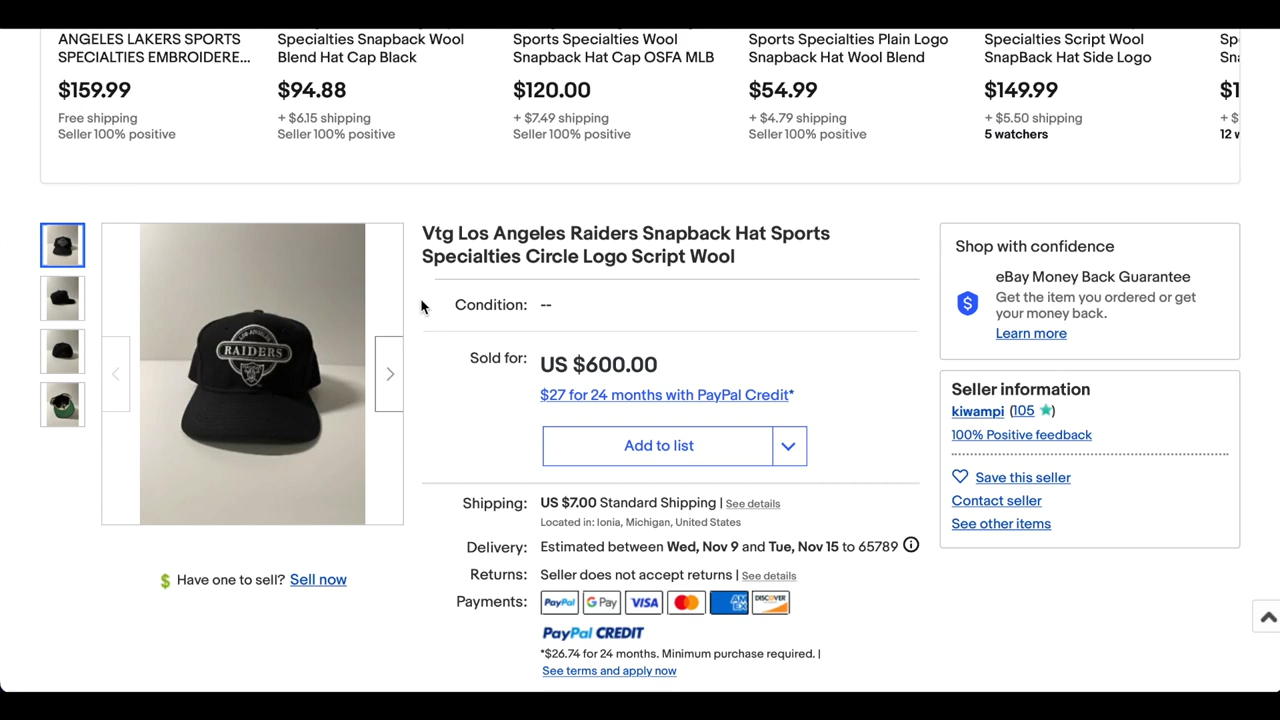 ANGELES LAKERS SPORTS
SPECIALTIES EMBROIDERE...
$159.99
Free shipping
Seller 100% positive
Specialties Snapback Wool
Blend Hat Cap Black
$94.88
+ $6.15 shipping
Seller 100% positive
Sports Specialties Wool
Snapback Hat Cap OSFA MLB
$120.00
+ $7.49 shipping
Seller 100% positive
Sports Specialties Plain Logo
Snapback Hat Wool Blend
$54.99
+ $4.79 shipping
Seller 100% positive
Specialties Script Wool
SnapBack Hat Side Logo
$149.99
+ $5.50 shipping
5 watchers
Vtg Los Angeles Raiders Snapback Hat Sports
Specialties Circle Logo Script Wool
Condition: --
Sold for: US $600.00
$27 for 24 months with PayPal Credit*
Add to list
Shipping: US $7.00 Standard Shipping | See details
Located in: Ionia, Michigan, United States
Delivery: Estimated between Wed, Nov 9 and Tue, Nov 15 to 65789
Returns: Seller does not accept returns | See details
Payments: PayPal G Pay VISA AM EX DISCOVER
PayPal CREDIT
*$26.74 for 24 months. Minimum purchase required. |
See terms and apply now
LOS ANGELES
RAIDERS
Have one to sell? Sell now
Shop with confidence
eBay Money Back Guarantee
Get the item you ordered or get
your money back.
Learn more
Seller information
kiwampi (105)
100% Positive feedback
Save this seller
Contact seller
See other items